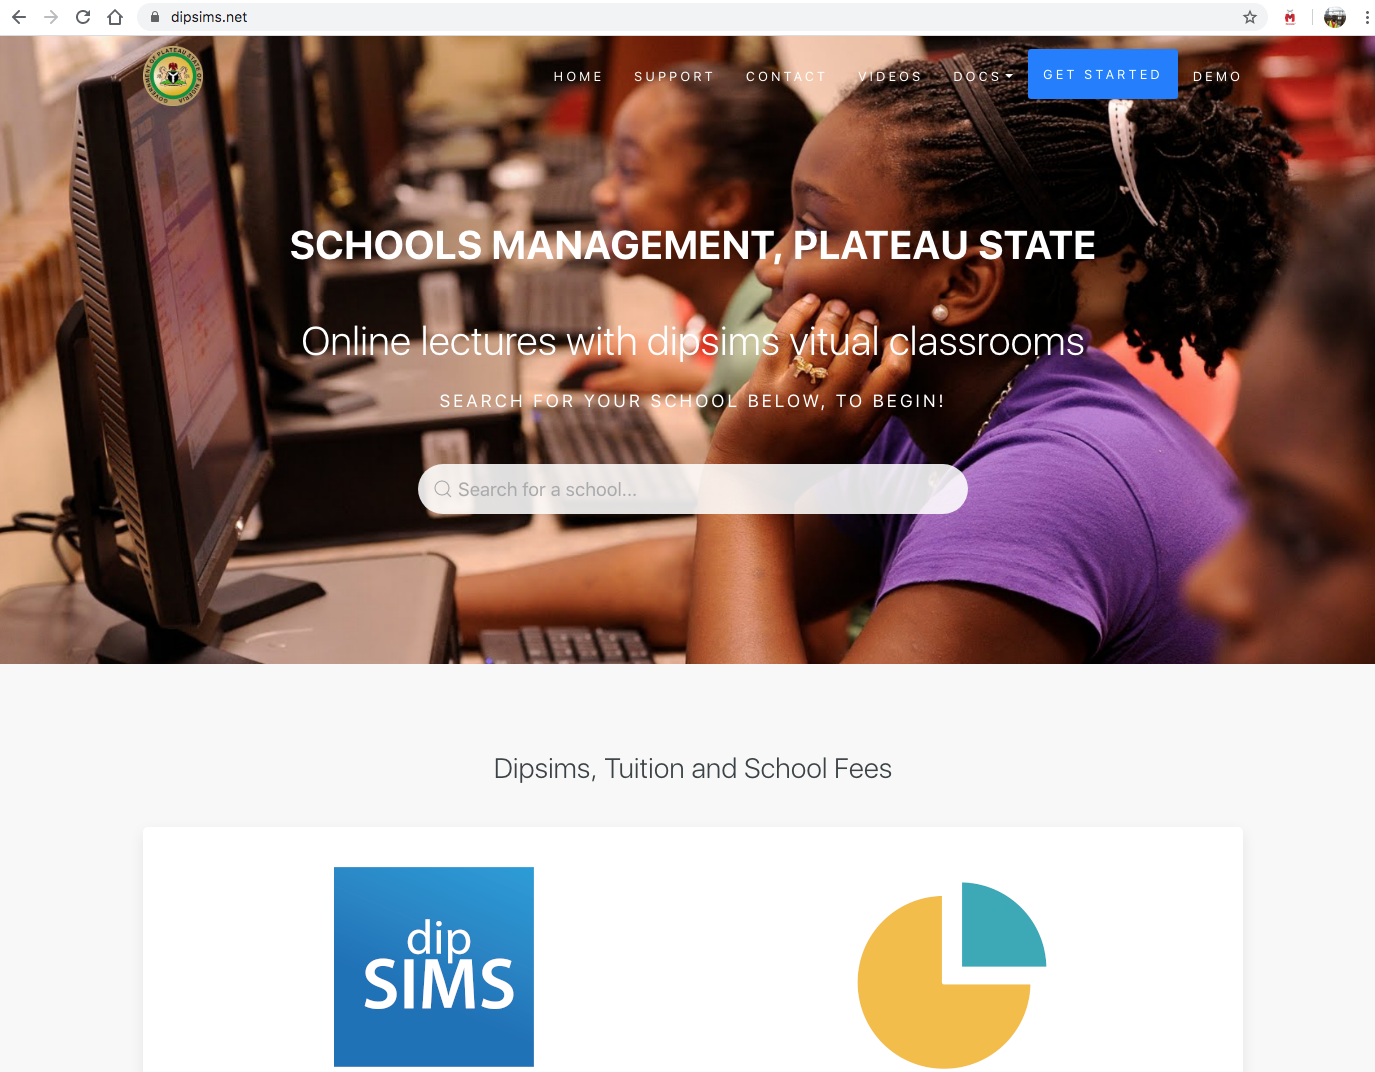 dipsims.net
GOVERNMENT OF PLATEAU STATE OF NIGERIA
HOME
SUPPORT
CONTACT
VIDEOS
DOCS
GET STARTED
DEMO
SCHOOLS MANAGEMENT, PLATEAU STATE
Online lectures with dipsims vitual classrooms
SEARCH FOR YOUR SCHOOL BELOW, TO BEGIN!
Search for a school...
Dipsims, Tuition and School Fees
dip
SIMS